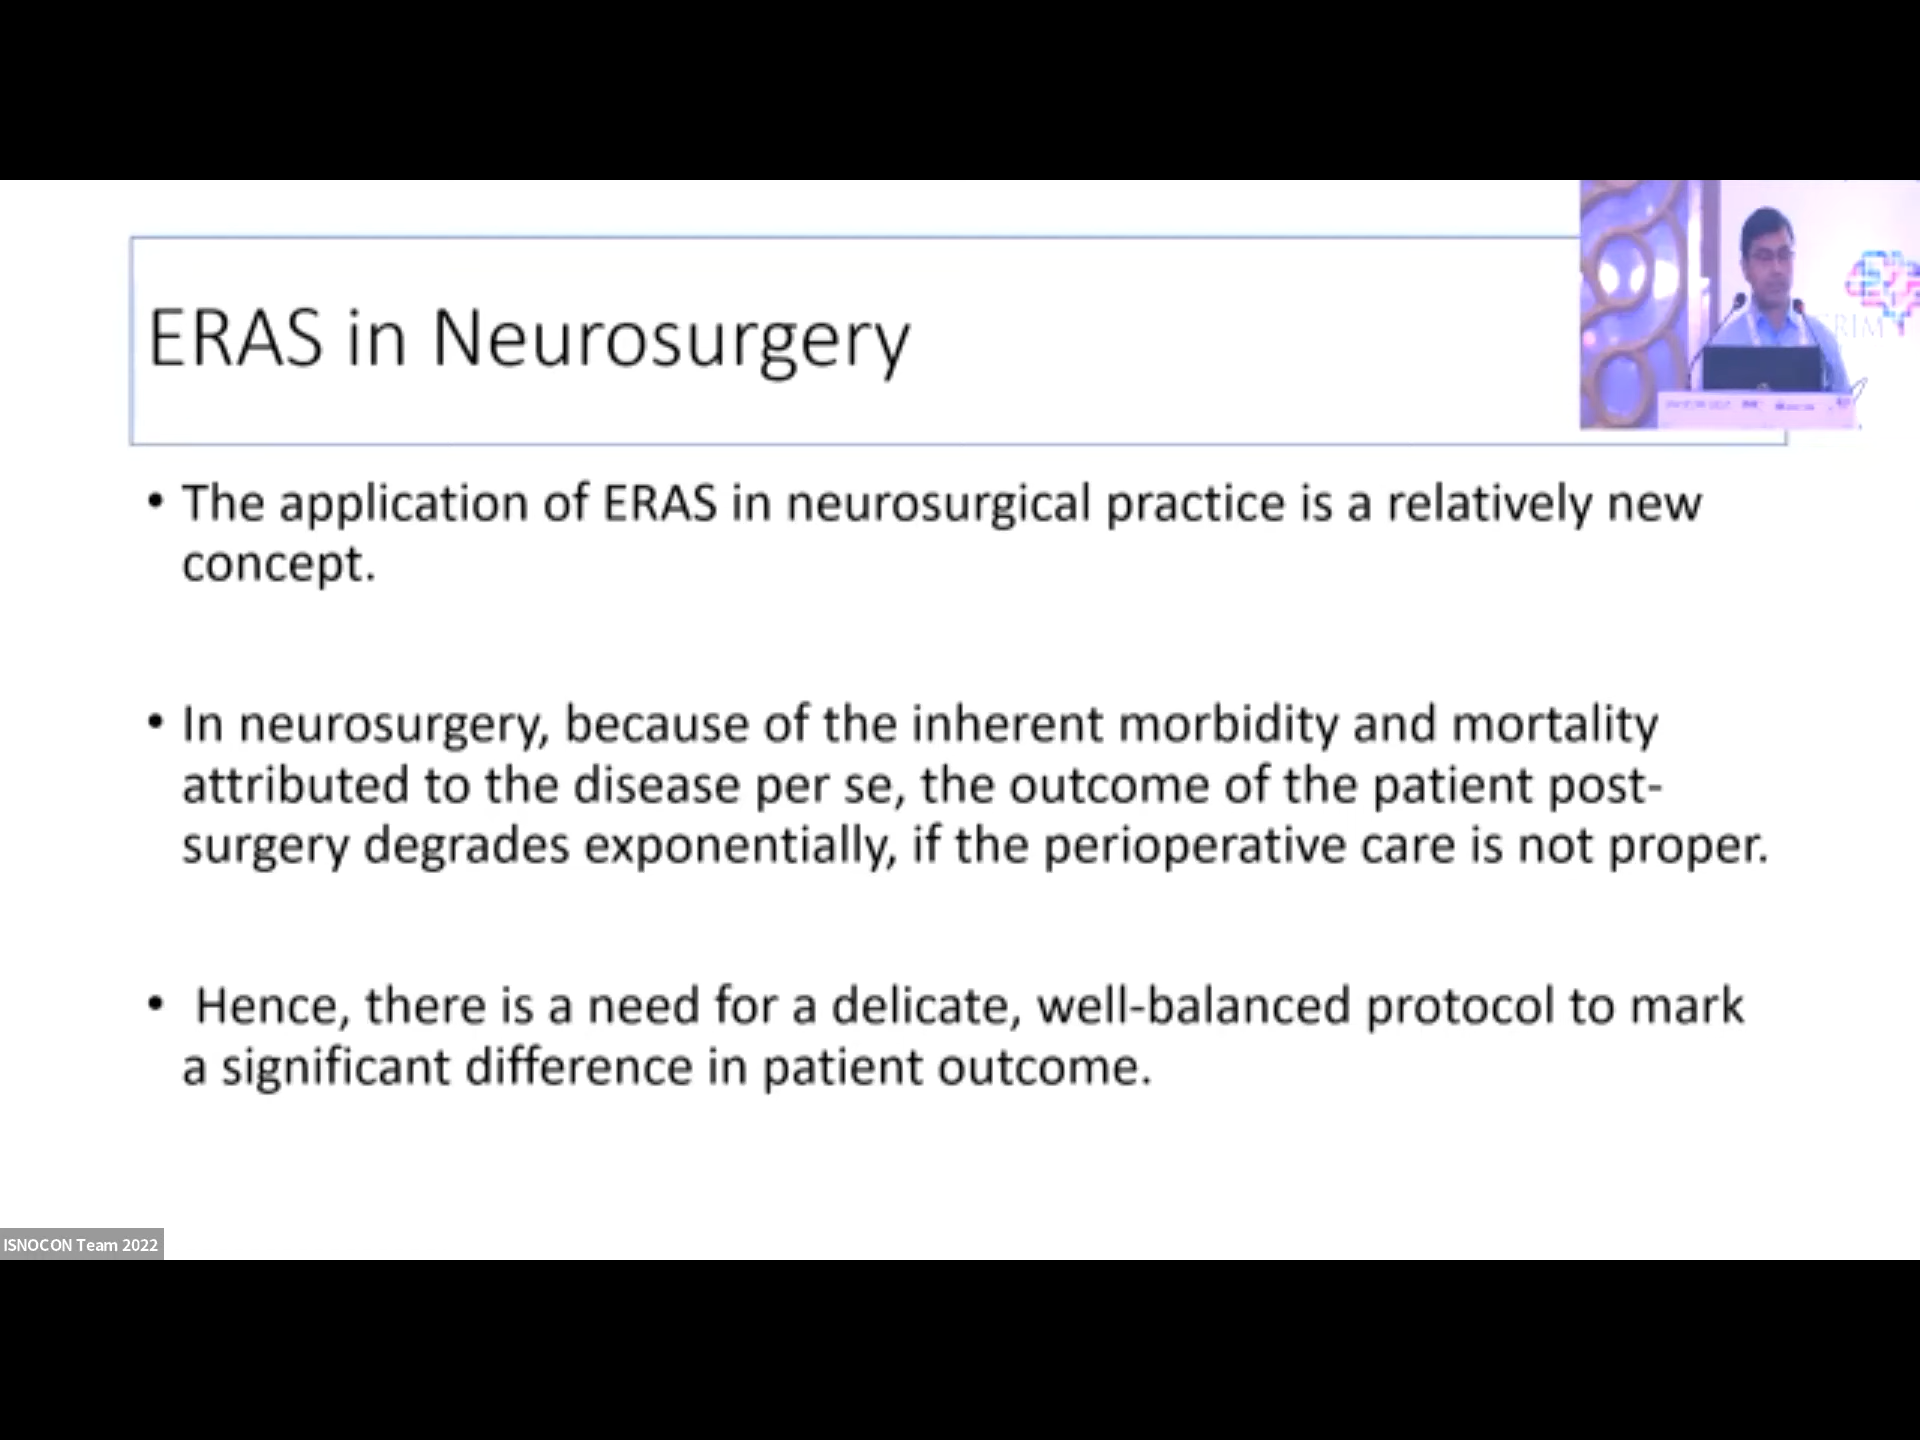 ERAS in Neurosurgery
• The application of ERAS in neurosurgical practice is a relatively new
concept.
• In neurosurgery, because of the inherent morbidity and mortality
attributed to the disease per se, the outcome of the patient post-
surgery degrades exponentially, if the perioperative care is not proper.
• Hence, there is a need for a delicate, well-balanced protocol to mark
a significant difference in patient outcome.
ISNOCON Team 2022